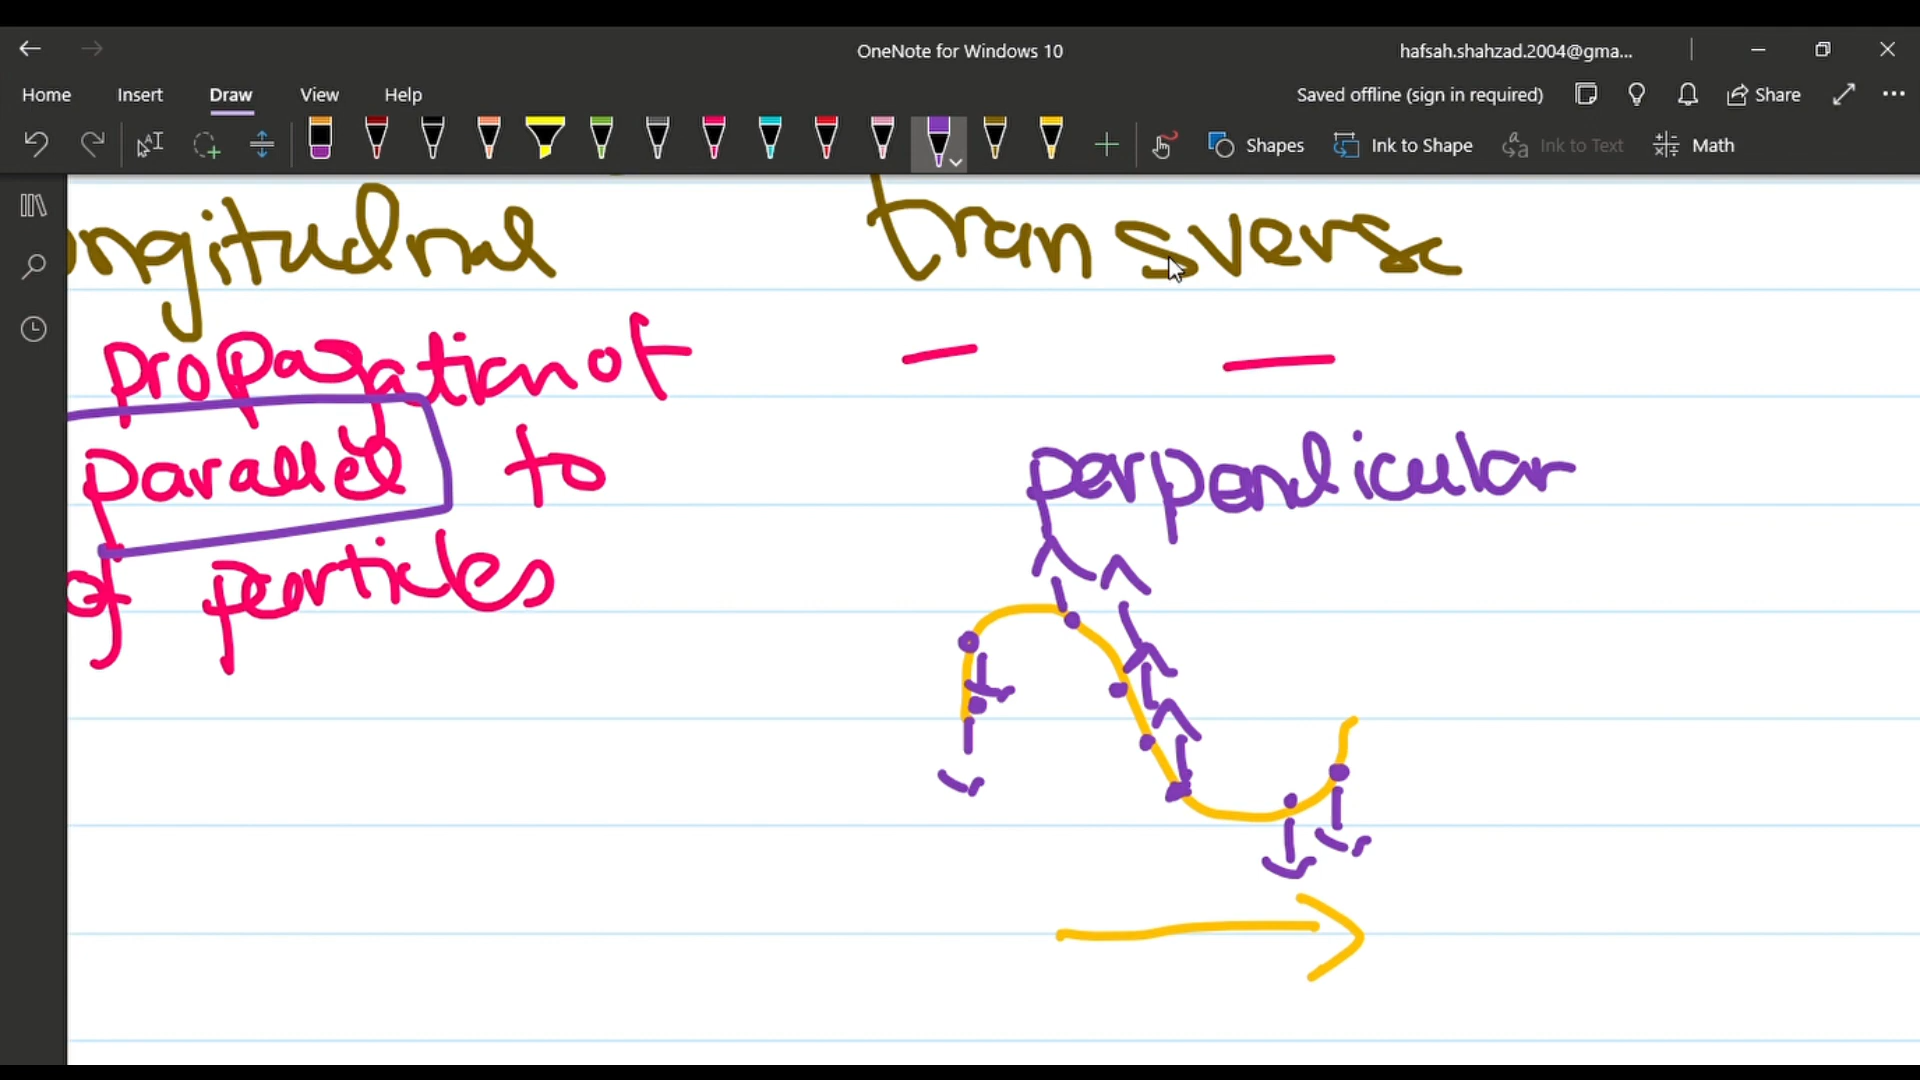 OneNote for Windows 10
hafsah.shahzad.2004@gma...
Home Insert Draw View Help
Saved offline (sign in required)
Share
Shapes
Ink to Shape
Ink to Text
Math
ongitudnal
transverse
propagation of
parallel to
of particles
perpendicular